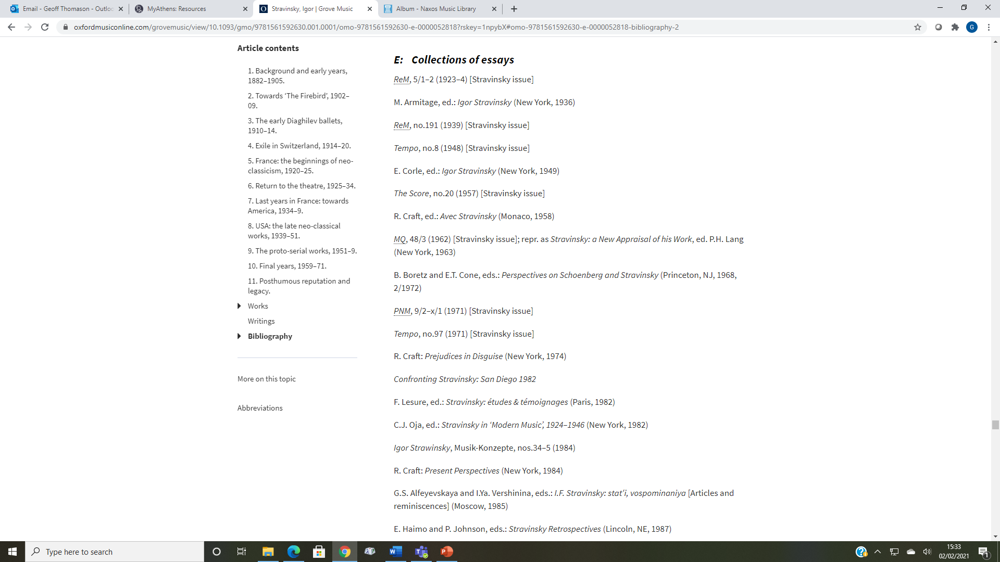 Email - Geoff Thomason - Outloo
MyAthens: Resources
Stravinsky, Igor | Grove Music
Album - Naxos Music Library
oxfordmusiconline.com/grovemusic/view/10.1093/gmo/9781561592630.001.0001/omo-9781561592630-e-0000052818?rskey=1npybX#omo-9781561592630-e-0000052818-bibliography-2
G
Article contents
1. Background and early years,
1882–1905.
2. Towards ‘The Firebird’, 1902–
09.
3. The early Diaghilev ballets,
1910–14.
4. Exile in Switzerland, 1914–20.
5. France: the beginnings of neo-
classicism, 1920–25.
6. Return to the theatre, 1925–34.
7. Last years in France: towards
America, 1934–9.
8. USA: the late neo-classical
works, 1939–51.
9. The proto-serial works, 1951–9.
10. Final years, 1959–71.
11. Posthumous reputation and
legacy.
Works
Writings
Bibliography
More on this topic
Abbreviations
E: Collections of essays
ReM, 5/1–2 (1923–4) [Stravinsky issue]
M. Armitage, ed.: Igor Stravinsky (New York, 1936)
ReM, no.191 (1939) [Stravinsky issue]
Tempo, no.8 (1948) [Stravinsky issue]
E. Corle, ed.: Igor Stravinsky (New York, 1949)
The Score, no.20 (1957) [Stravinsky issue]
R. Craft, ed.: Avec Stravinsky (Monaco, 1958)
MQ, 48/3 (1962) [Stravinsky issue]; repr. as Stravinsky: a New Appraisal of his Work, ed. P.H. Lang
(New York, 1963)
B. Boretz and E.T. Cone, eds.: Perspectives on Schoenberg and Stravinsky (Princeton, NJ, 1968,
2/1972)
PNM, 9/2–x/1 (1971) [Stravinsky issue]
Tempo, no.97 (1971) [Stravinsky issue]
R. Craft: Prejudices in Disguise (New York, 1974)
Confronting Stravinsky: San Diego 1982
F. Lesure, ed.: Stravinsky: études & témoignages (Paris, 1982)
C.J. Oja, ed.: Stravinsky in ‘Modern Music’, 1924–1946 (New York, 1982)
Igor Strawinsky, Musik-Konzepte, nos.34–5 (1984)
R. Craft: Present Perspectives (New York, 1984)
G.S. Alfeyevskaya and I.Ya. Vershinina, eds.: I.F. Stravinsky: stat′i, vospominaniya [Articles and
reminiscences] (Moscow, 1985)
E. Haimo and P. Johnson, eds.: Stravinsky Retrospectives (Lincoln, NE, 1987)
Type here to search
15:33
02/02/2021
1